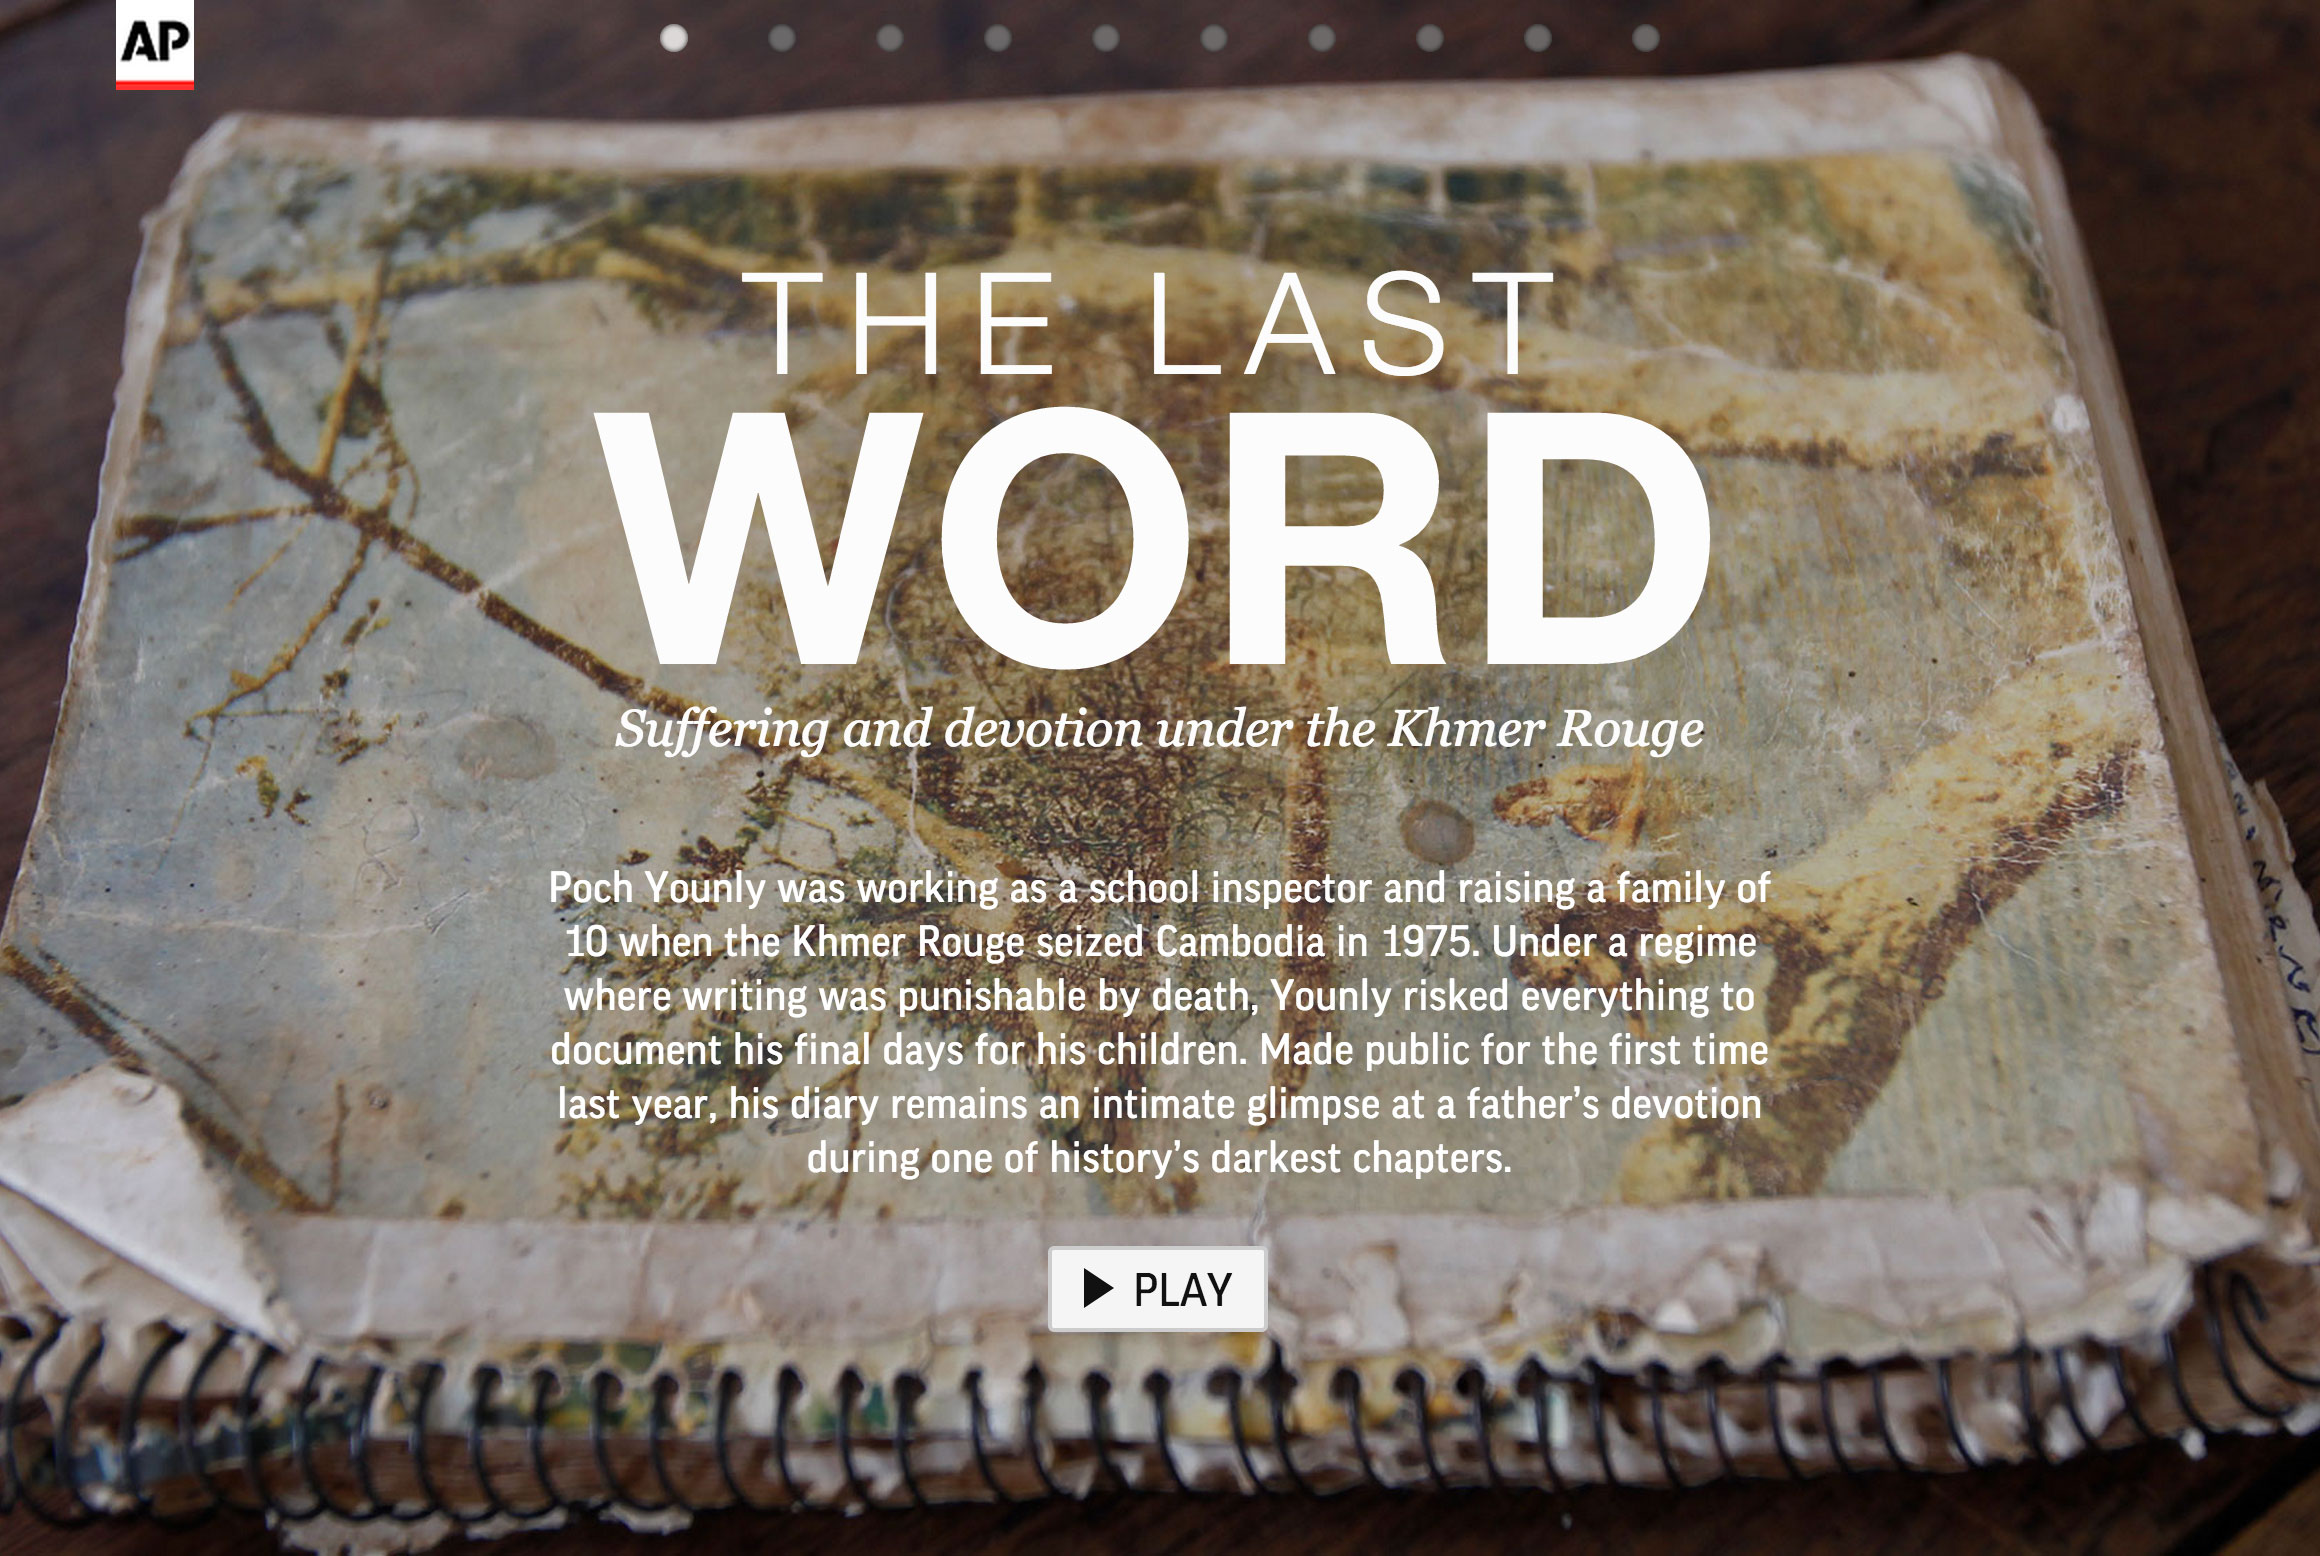 AP
THE LAST
WORD
Suffering and devotion under the Khmer Rouge
Poch Younly was working as a school inspector and raising a family of
10 when the Khmer Rouge seized Cambodia in 1975. Under a regime
where writing was punishable by death, Younly risked everything to
document his final days for his children. Made public for the first time
last year, his diary remains an intimate glimpse at a father’s devotion
during one of history’s darkest chapters.
PLAY